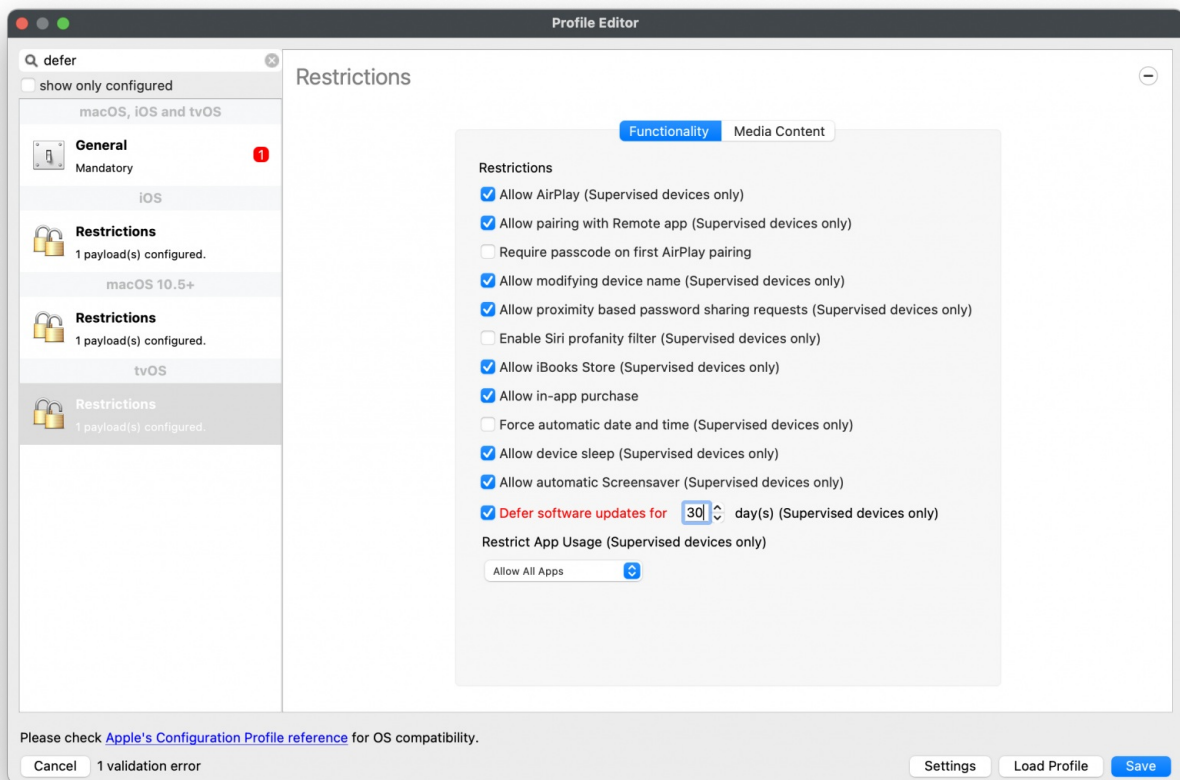 Profile Editor
defer
show only configured
macOS, iOS and tvOS
General
1
Mandatory
iOS
Restrictions
1 payload(s) configured.
macOS 10.5+
Restrictions
1 payload(s) configured.
tvOS
Restrictions
1 payload(s) configured.
Restrictions
Functionality Media Content
Restrictions
Allow AirPlay (Supervised devices only)
Allow pairing with Remote app (Supervised devices only)
Require passcode on first AirPlay pairing
Allow modifying device name (Supervised devices only)
Allow proximity based password sharing requests (Supervised devices only)
Enable Siri profanity filter (Supervised devices only)
Allow iBooks Store (Supervised devices only)
Allow in-app purchase
Force automatic date and time (Supervised devices only)
Allow device sleep (Supervised devices only)
Allow automatic Screensaver (Supervised devices only)
Defer software updates for 30 day(s) (Supervised devices only)
Restrict App Usage (Supervised devices only)
Allow All Apps
Please check Apple's Configuration Profile reference for OS compatibility.
Cancel 1 validation error Settings Load Profile Save